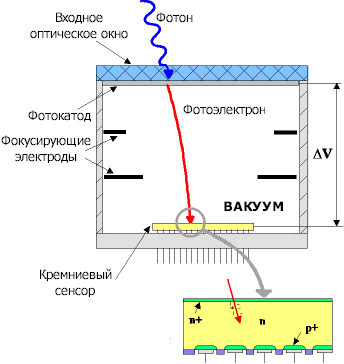 Входное
оптическое окно
Фотон
Фотокатод
Фотоэлектрон
Фокусирующие
электроды
ΔV
ВАКУУМ
Кремниевый
сенсор
n+
n
p+